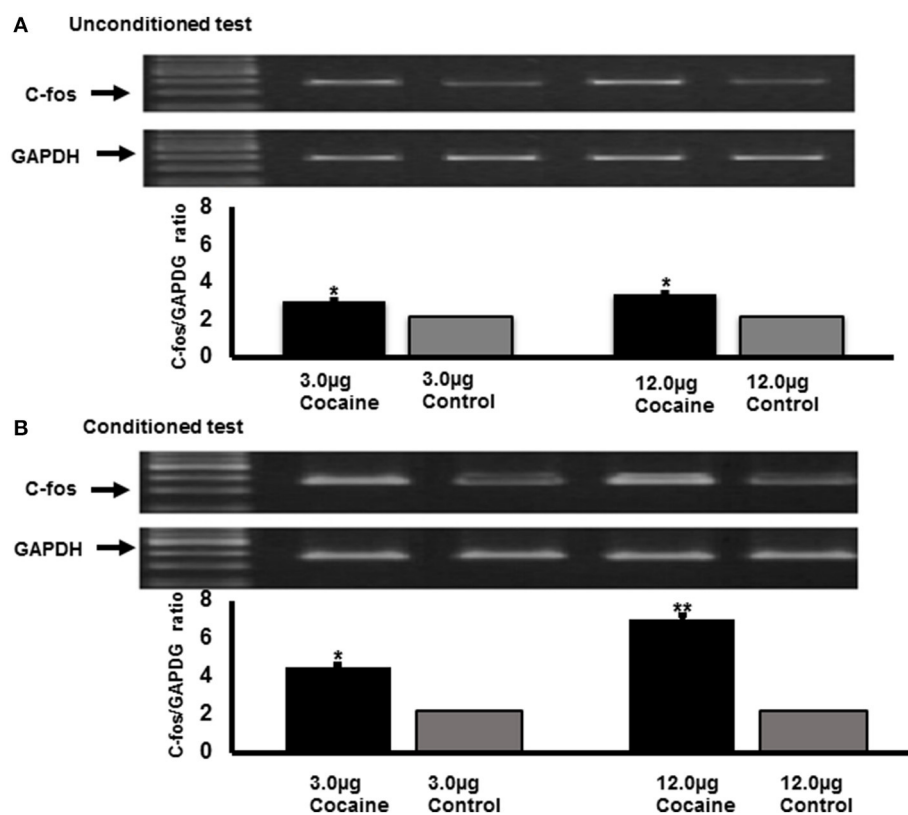 A Unconditioned test
C-fos
GAPDH
C-fos/GAPDG ratio
8
6
4
2
0
*
*
3.0µg
Cocaine
3.0µg
Control
12.0µg
Cocaine
12.0µg
Control
B Conditioned test
C-fos
GAPDH
C-fos/GAPDG ratio
8
6
4
2
0
*
**
3.0µg
Cocaine
3.0µg
Control
12.0µg
Cocaine
12.0µg
Control